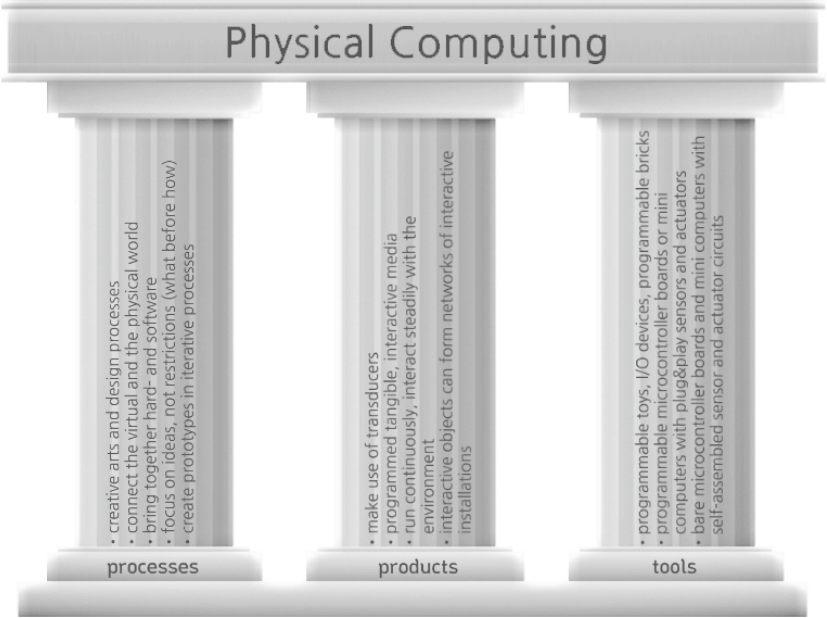 Physical Computing
• creative arts and design processes
• connect the virtual and the physical world
• bring together hard- and software
• focus on ideas, not restrictions (what before how)
• create prototypes in iterative processes
processes
• make use of transducers
• programmed tangible, interactive media
• run continuously, interact steadily with the
environment
• interactive objects can form networks of interactive
installations
products
• programmable toys, I/O devices, programmable bricks
• programmable microcontroller boards or mini
computers with plug&play sensors and actuators
• bare microcontroller boards and mini computers with
self-assembled sensor and actuator circuits
tools